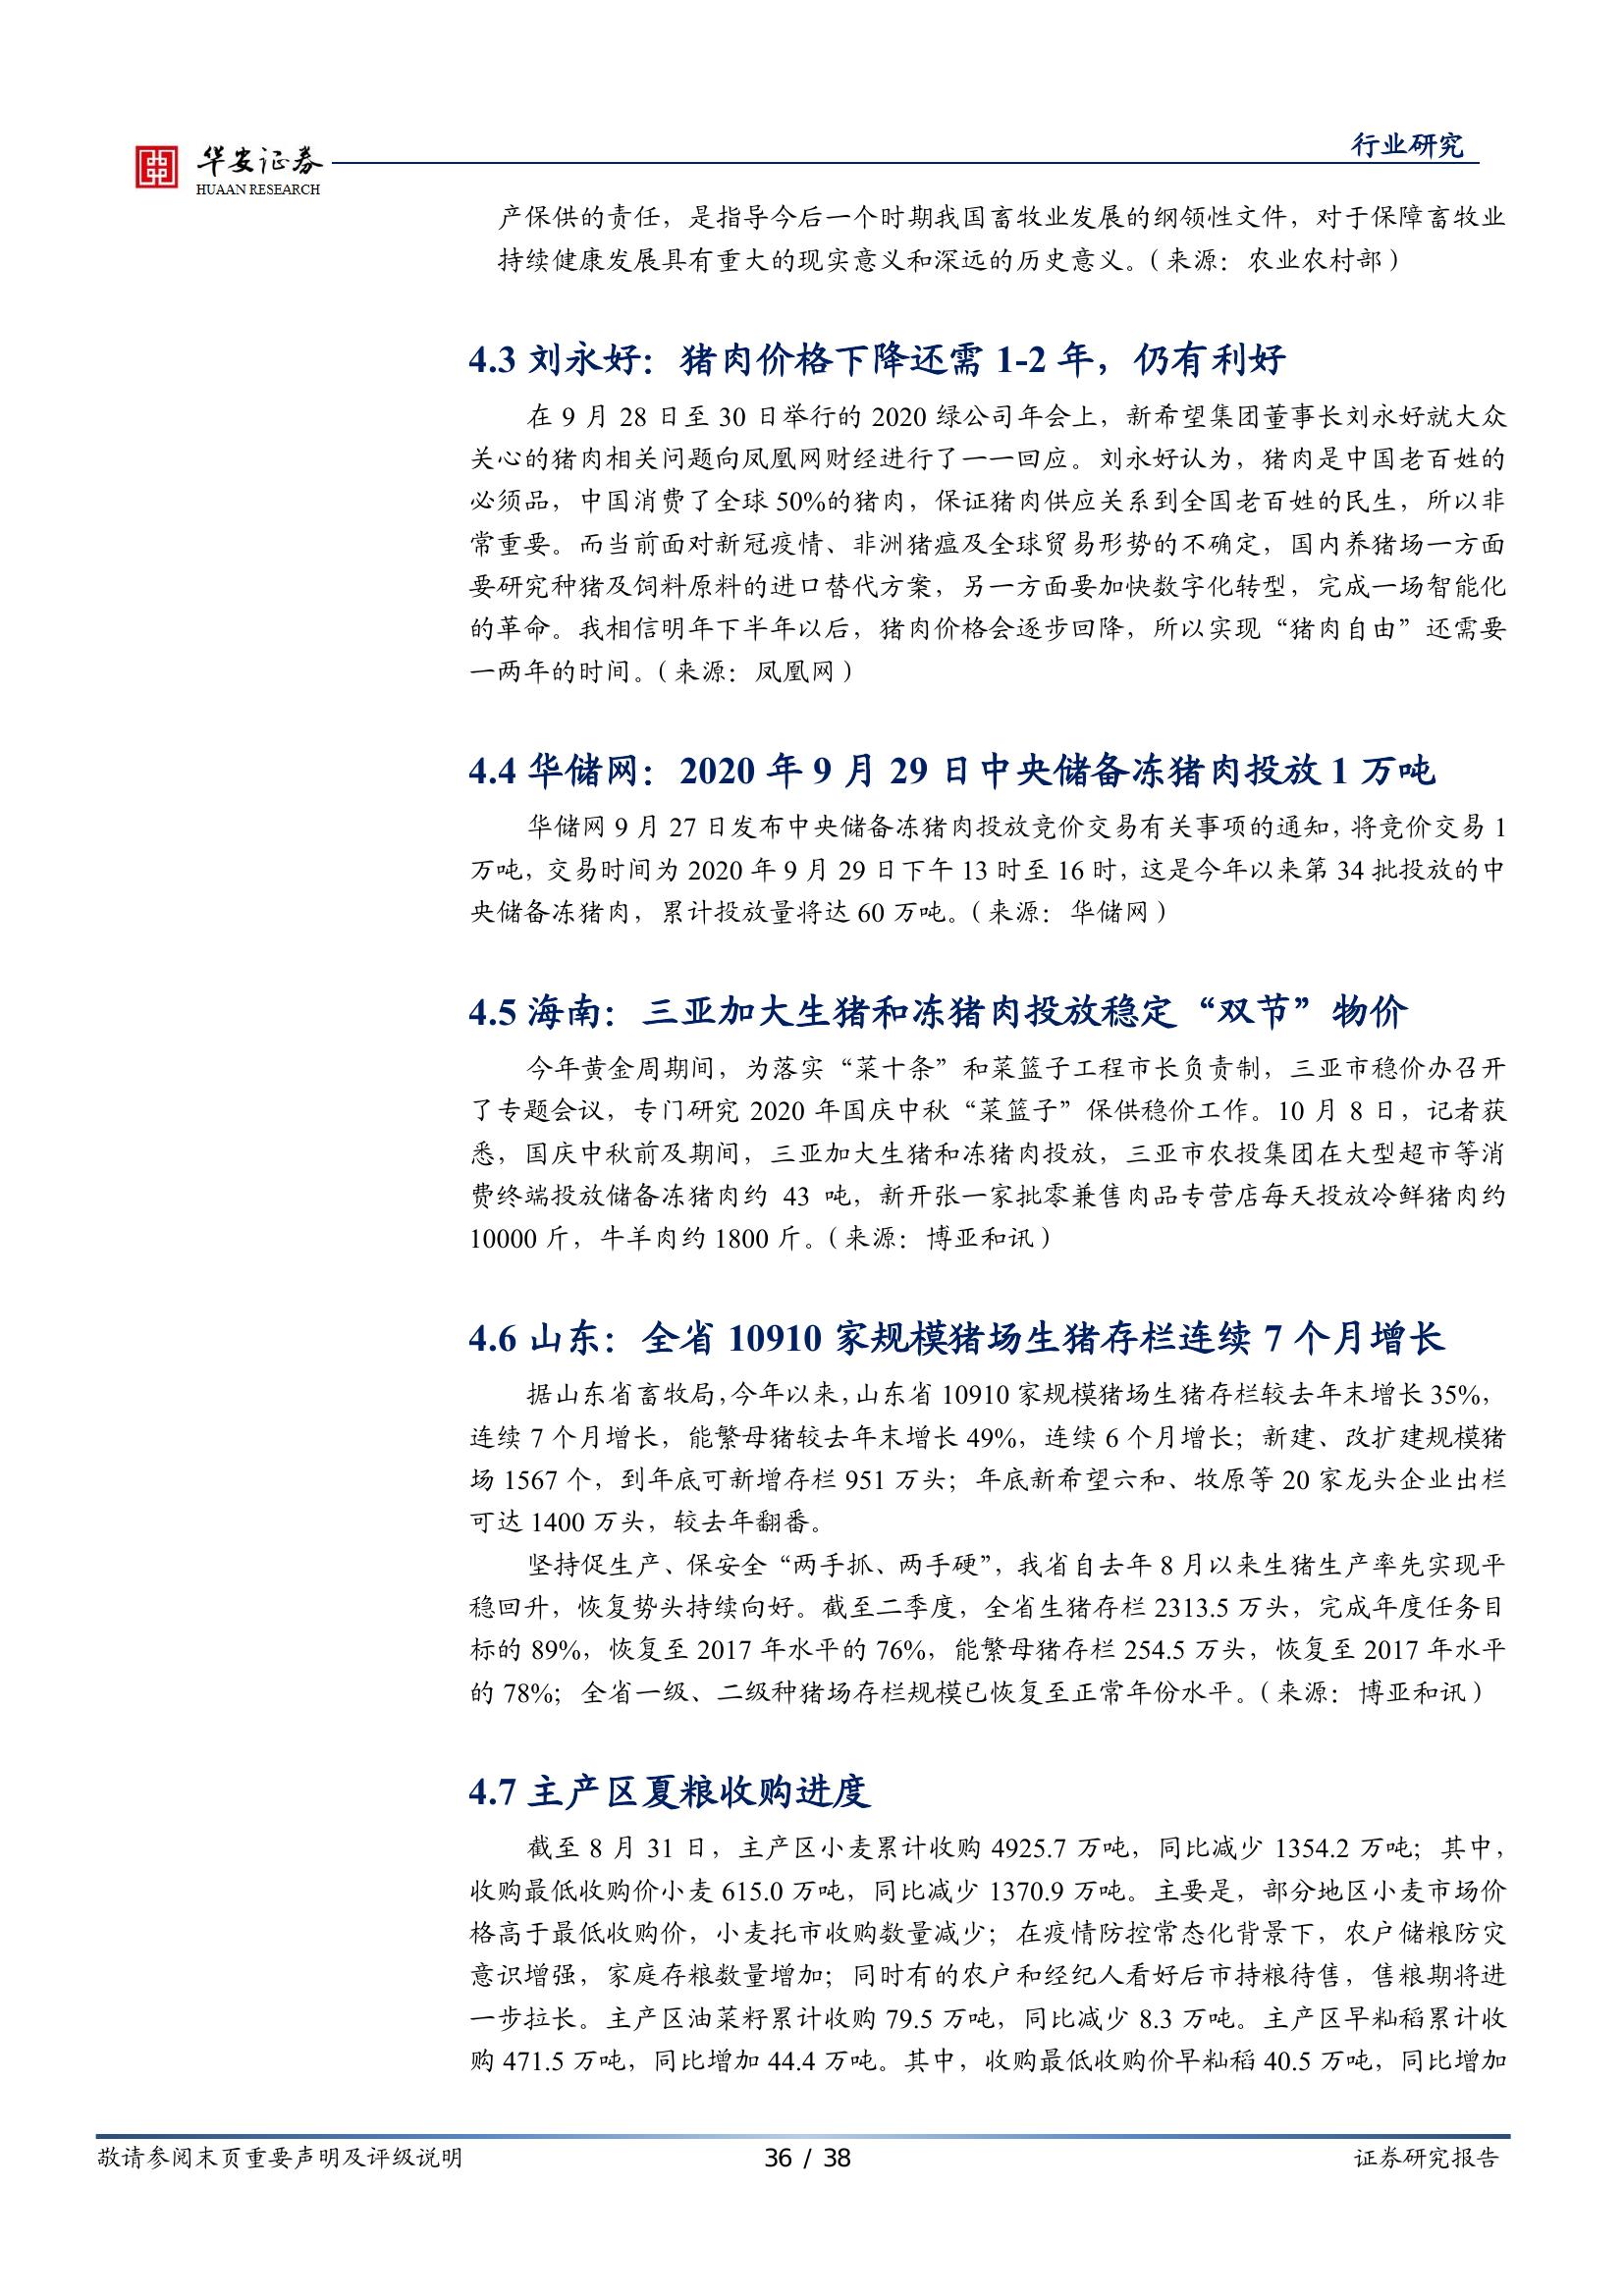 华安证券
HUAAN RESEARCH
行业研究
产保供的责任，是指导今后一个时期我国畜牧业发展的纲领性文件，对于保障畜牧业
持续健康发展具有重大的现实意义和深远的历史意义。（来源：农业农村部）
4.3 刘永好：猪肉价格下降还需 1-2 年，仍有利好
在 9 月 28 日至 30 日举行的 2020 绿公司年会上，新希望集团董事长刘永好就大众
关心的猪肉相关问题向凤凰网财经进行了一一回应。刘永好认为，猪肉是中国老百姓的
必须品，中国消费了全球 50%的猪肉，保证猪肉供应关系到全国老百姓的民生，所以非
常重要。而当前面对新冠疫情、非洲猪瘟及全球贸易形势的不确定，国内养猪场一方面
要研究种猪及饲料原料的进口替代方案，另一方面要加快数字化转型，完成一场智能化
的革命。我相信明年下半年以后，猪肉价格会逐步回降，所以实现“猪肉自由”还需要
一两年的时间。（来源：凤凰网）
4.4 华储网：2020 年 9 月 29 日中央储备冻猪肉投放 1 万吨
华储网 9 月 27 日发布中央储备冻猪肉投放竞价交易有关事项的通知，将竞价交易 1
万吨，交易时间为 2020 年 9 月 29 日下午 13 时至 16 时，这是今年以来第 34 批投放的中
央储备冻猪肉，累计投放量将达 60 万吨。（来源：华储网）
4.5 海南：三亚加大生猪和冻猪肉投放稳定“双节”物价
今年黄金周期间，为落实“菜十条”和菜篮子工程市长负责制，三亚市稳价办召开
了专题会议，专门研究 2020 年国庆中秋“菜篮子”保供稳价工作。10 月 8 日，记者获
悉，国庆中秋前及期间，三亚加大生猪和冻猪肉投放，三亚市农投集团在大型超市等消
费终端投放储备冻猪肉约 43 吨，新开张一家批零兼售肉品专营店每天投放冷鲜猪肉约
10000 斤，牛羊肉约 1800 斤。（来源：博亚和讯）
4.6 山东：全省 10910 家规模猪场生猪存栏连续 7 个月增长
据山东省畜牧局，今年以来，山东省 10910 家规模猪场生猪存栏较去年末增长 35%，
连续 7 个月增长，能繁母猪较去年末增长 49%，连续 6 个月增长；新建、改扩建规模猪
场 1567 个，到年底可新增存栏 951 万头；年底新希望六和、牧原等 20 家龙头企业出栏
可达 1400 万头，较去年翻番。
坚持促生产、保安全“两手抓、两手硬”，我省自去年 8 月以来生猪生产率先实现平
稳回升，恢复势头持续向好。截至二季度，全省生猪存栏 2313.5 万头，完成年度任务目
标的 89%，恢复至 2017 年水平的 76%，能繁母猪存栏 254.5 万头，恢复至 2017 年水平
的 78%；全省一级、二级种猪场存栏规模已恢复至正常年份水平。（来源：博亚和讯）
4.7 主产区夏粮收购进度
截至 8 月 31 日，主产区小麦累计收购 4925.7 万吨，同比减少 1354.2 万吨；其中，
收购最低收购价小麦 615.0 万吨，同比减少 1370.9 万吨。主要是，部分地区小麦市场价
格高于最低收购价，小麦托市收购数量减少；在疫情防控常态化背景下，农户储粮防灾
意识增强，家庭存粮数量增加；同时有的农户和经纪人看好后市持粮待售，售粮期将进
一步拉长。主产区油菜籽累计收购 79.5 万吨，同比减少 8.3 万吨。主产区早籼稻累计收
购 471.5 万吨，同比增加 44.4 万吨。其中，收购最低收购价早籼稻 40.5 万吨，同比增加
敬请参阅末页重要声明及评级说明
36 / 38
证券研究报告